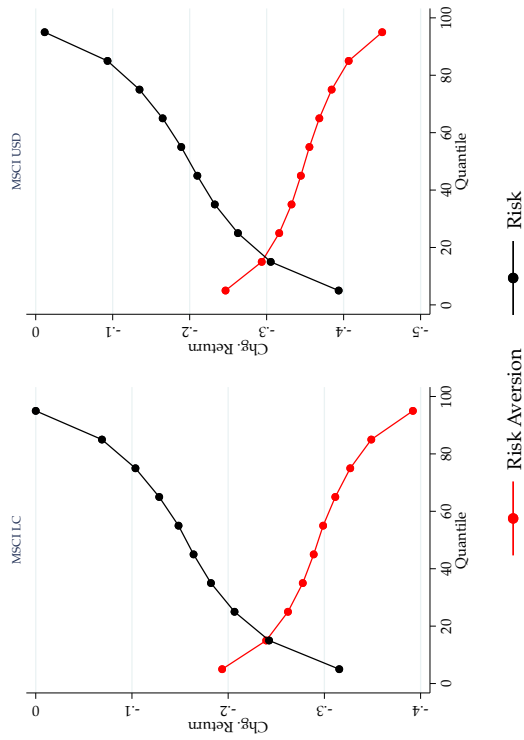 MSCI LC
0
-.1
-.2
-.3
-.4
Chg. Return
0
20
40
60
80
100
Quantile
MSCI USD
0
-.1
-.2
-.3
-.4
-.5
Chg. Return
0
20
40
60
80
100
Quantile
Risk Aversion
Risk